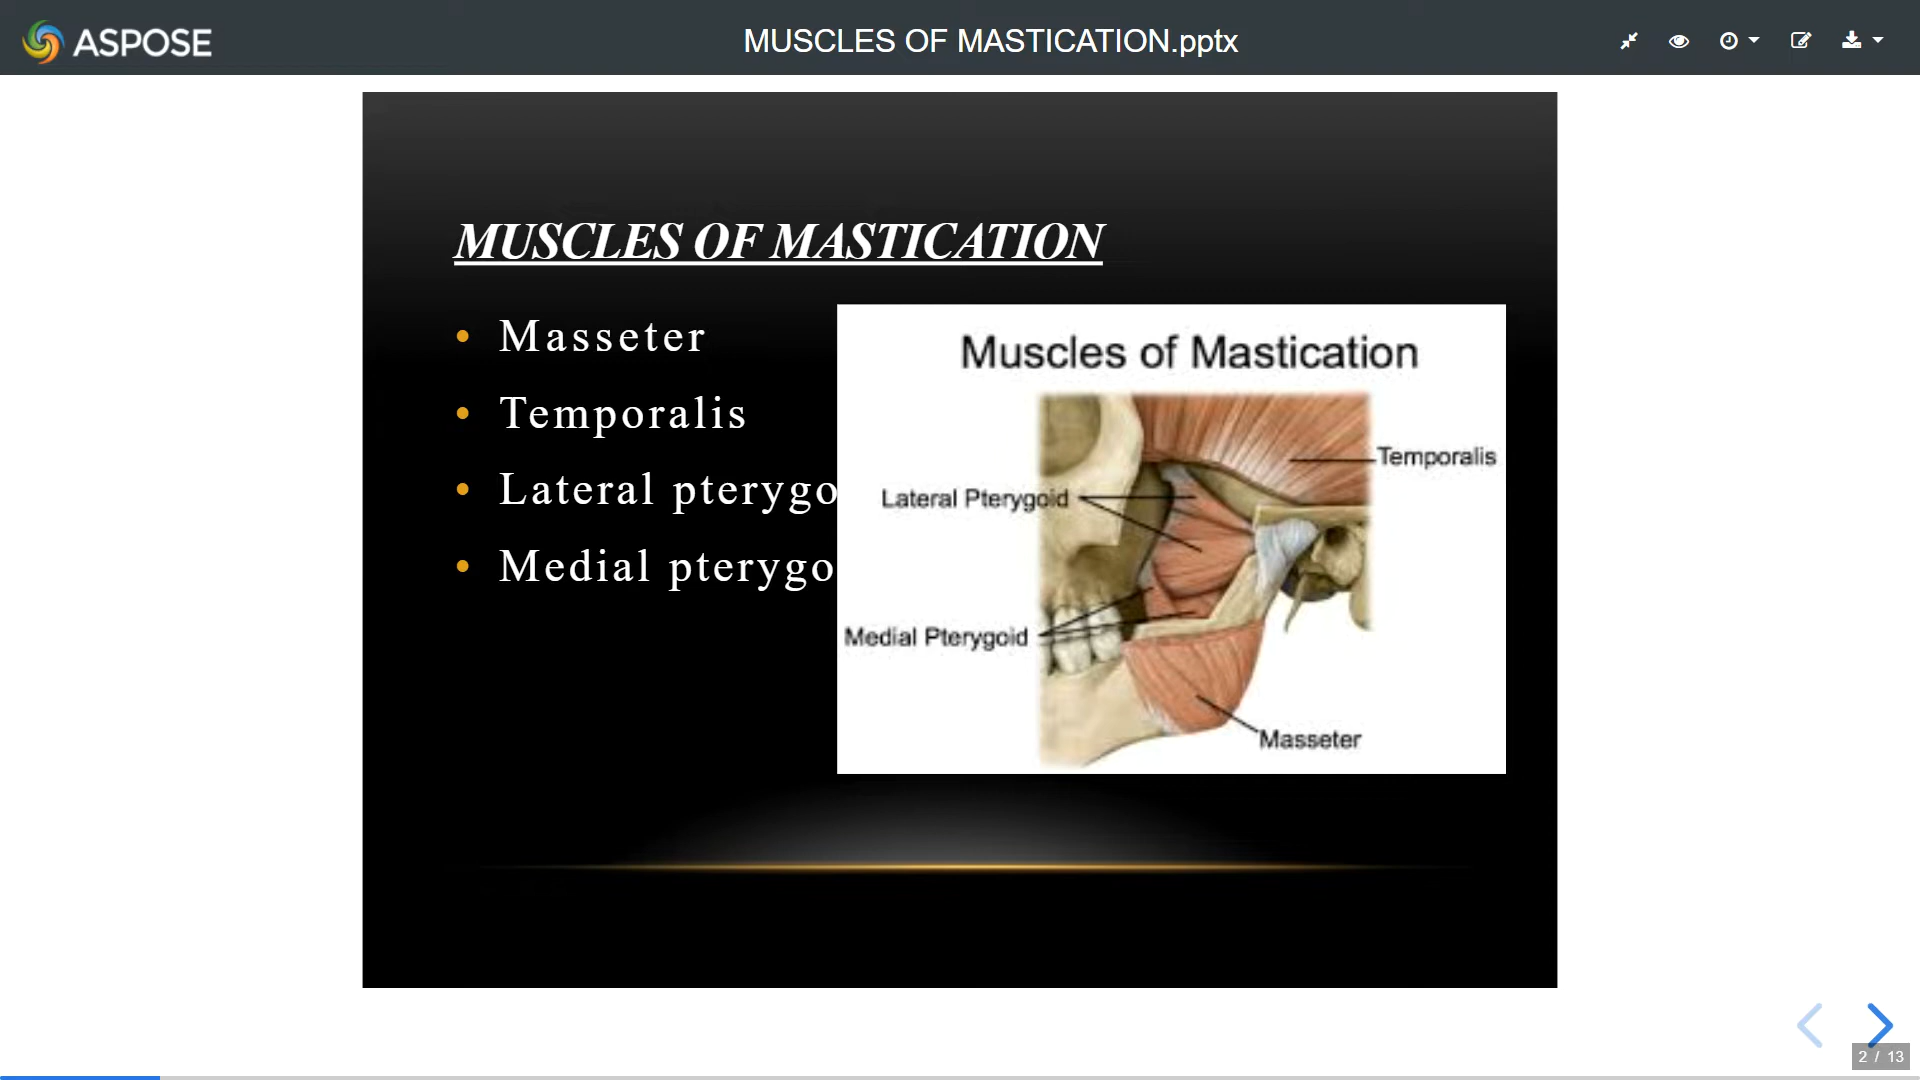 ASPOSE
MUSCLES OF MASTICATION.pptx
MUSCLES OF MASTICATION
• Masseter
• Temporalis
• Lateral pterygo
• Medial pterygo
Muscles of Mastication
Temporalis
Lateral Pterygoid
Medial Pterygoid
Masseter
2 / 13